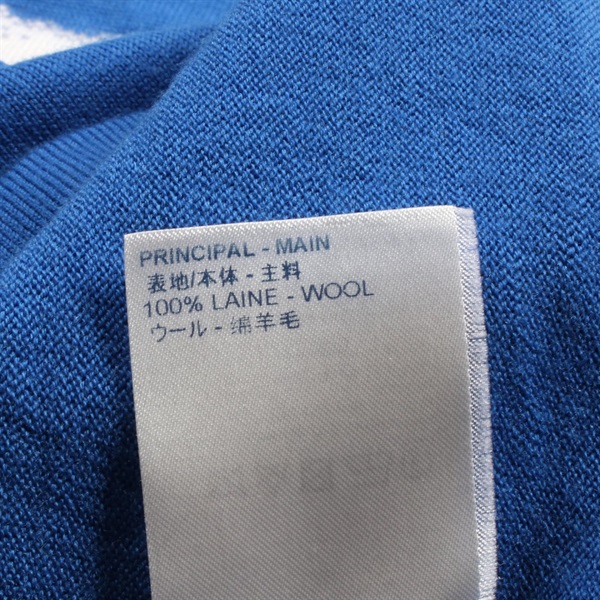 PRINCIPAL - MAIN
表地/本体 - 主料
100% LAINE - WOOL
ウール - 绵羊毛